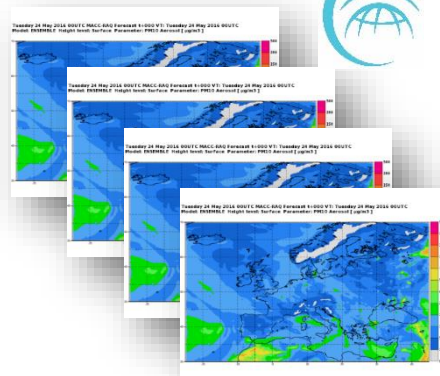 Tuesday 24 May 2016 00UTC MACC-RAQ Forecast t+000 VT: Tuesday 24 May 2016 00UTC
Model: ENSEMBLE Height level: Surface Parameter: PM10 Aerosol [ µg/m3 ]
Tuesday 24 May 2016 00UTC MACC-RAQ Forecast t+000 VT: Tuesday 24 May 2016 00UTC
Model: ENSEMBLE Height level: Surface Parameter: PM10 Aerosol [ µg/m3 ]
Tuesday 24 May 2016 00UTC MACC-RAQ Forecast t+000 VT: Tuesday 24 May 2016 00UTC
Model: ENSEMBLE Height level: Surface Parameter: PM10 Aerosol [ µg/m3 ]
Tuesday 24 May 2016 00UTC MACC-RAQ Forecast t+000 VT: Tuesday 24 May 2016 00UTC
Model: ENSEMBLE Height level: Surface Parameter: PM10 Aerosol [ µg/m3 ]